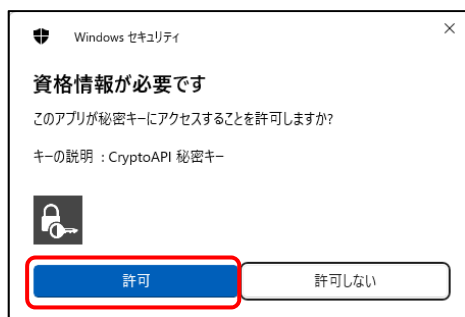 Windows セキュリティ
資格情報が必要です
このアプリが秘密キーにアクセスすることを許可しますか?
キーの説明 : CryptoAPI 秘密キー
許可
許可しない